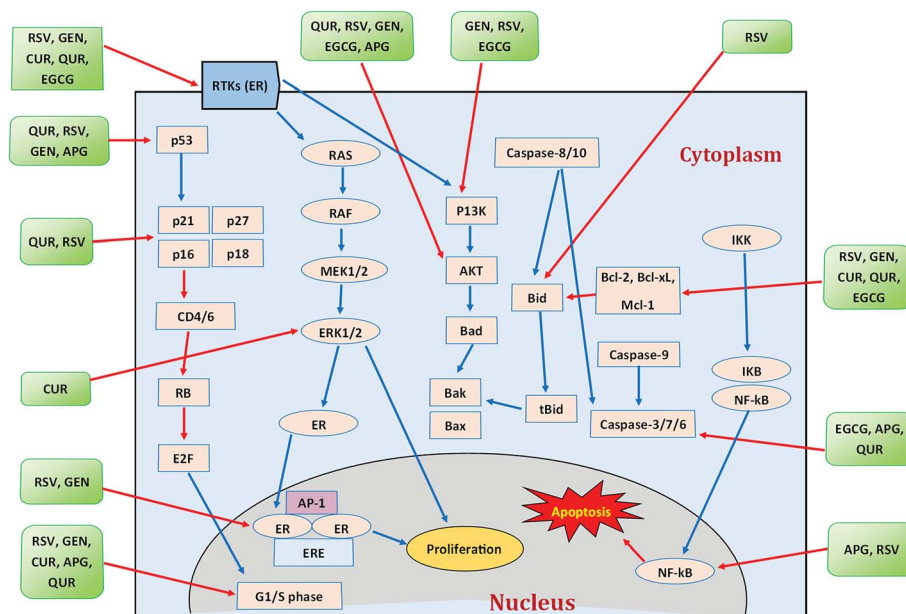 RSV, GEN,
CUR, QUR,
EGCG
QUR, RSV, GEN,
EGCG, APG
GEN, RSV,
EGCG
RSV
RTKs (ER)
QUR, RSV,
GEN, APG
p53
RAS
Caspase-8/10
Cytoplasm
QUR, RSV
p21
p27
p16
p18
RAF
P13K
IKK
MEK1/2
AKT
Bid
Bcl-2, Bcl-xL,
Mcl-1
RSV, GEN,
CUR, QUR,
EGCG
CD4/6
ERK1/2
Bad
Caspase-9
CUR
RB
Bak
tBid
IKB
NF-kB
ER
Bax
Caspase-3/7/6
EGCG, APG,
QUR
E2F
RSV, GEN
AP-1
ER
ER
ERE
Proliferation
Apoptosis
RSV, GEN,
CUR, APG,
QUR
NF-kB
APG, RSV
G1/S phase
Nucleus